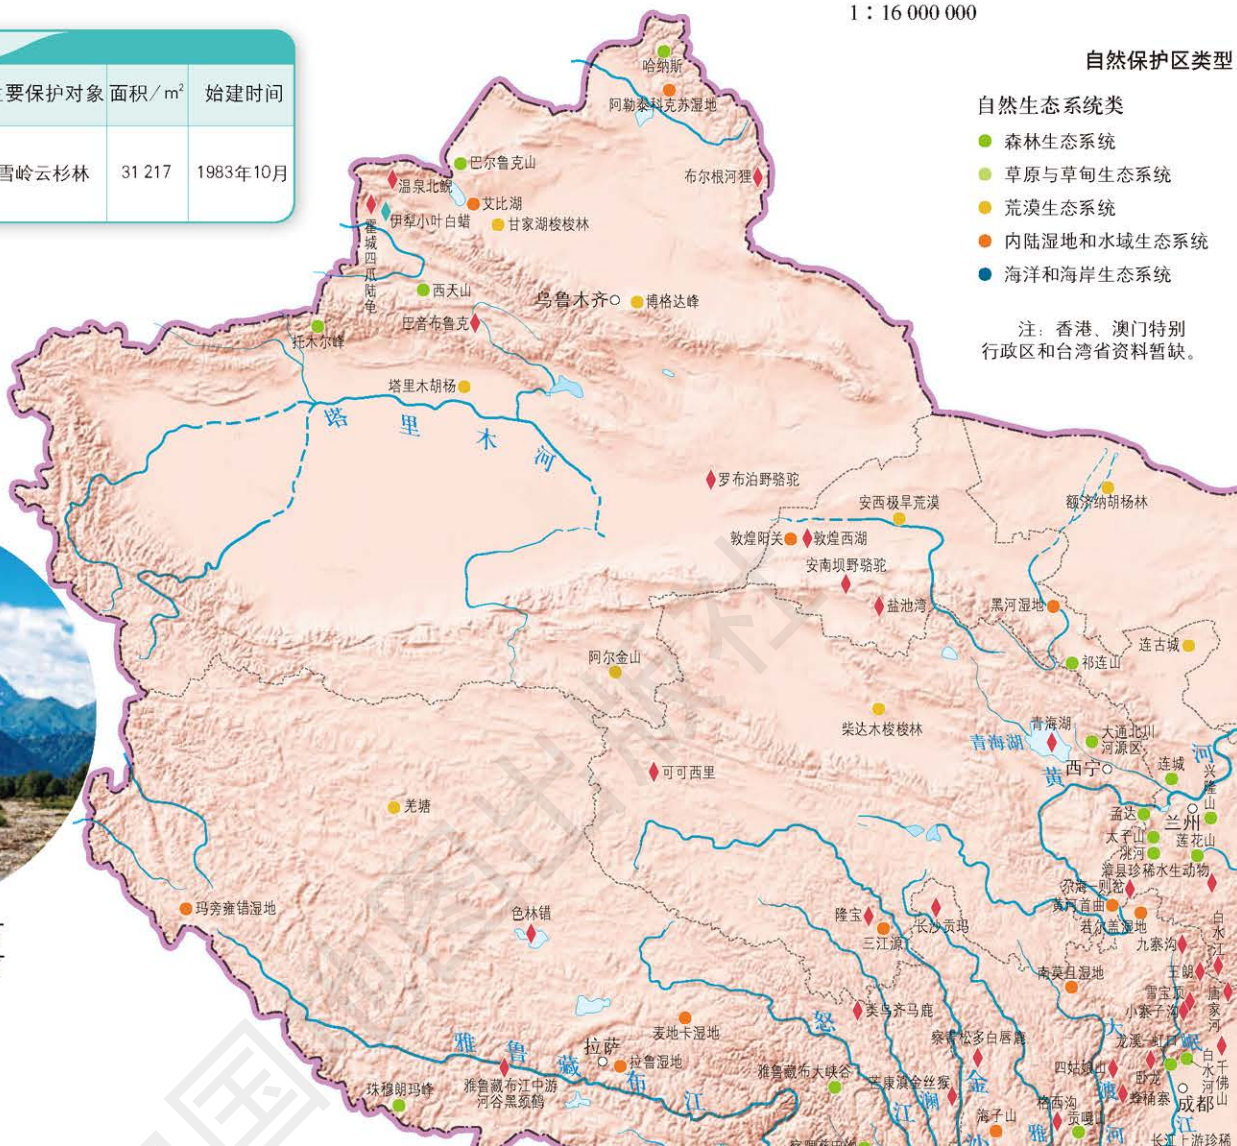 1：16 000 000
要保护对象 面积/m² 始建时间
雪岭云杉林 31 217 1983年10月
自然保护区类型
自然生态系统类
森林生态系统
草原与草甸生态系统
荒漠生态系统
内陆湿地和水域生态系统
海洋和海岸生态系统
注：香港、澳门特别
行政区和台湾省资料暂缺。
哈纳斯
阿勒泰科克苏湿地
巴尔鲁克山
布尔根河狸
温泉北鲵
艾比湖
伊犁小叶白蜡
甘家湖梭梭林
霍城四爪陆龟
西天山
乌鲁木齐
博格达峰
巴音布鲁克
托木尔峰
塔里木胡杨
塔里木河
罗布泊野骆驼
安西极旱荒漠
额济纳胡杨林
敦煌阳关
敦煌西湖
安南坝野骆驼
盐池湾
黑河湿地
连古城
阿尔金山
祁连山
柴达木梭梭林
青海湖
青海湖
大通北川
河源区
西宁
黄
河
连城
兴隆山
可可西里
羌塘
孟达
兰州
太子山
莲花山
洮河
漳县珍稀水生动物
尕海一则岔
黄河首曲
若尔盖湿地
玛旁雍错湿地
色林错
隆宝
三江源
长沙贡玛
白水江
九寨沟
王朗
南莫且湿地
雪宝顶
小寨子沟
唐家河
麦地卡湿地
类乌齐马鹿
怒
察青松多白唇鹿
大
龙溪—虹口
岷
拉萨
拉鲁湿地
雅鲁藏布江
雅鲁藏布江中游
河谷黑颈鹤
珠穆朗玛峰
雅鲁藏布大峡谷
芒康滇金丝猴
四姑娘山
卧龙
白水河
千佛山
蜂桶寨
成都
江
澜
金
沙
渡
河
格西沟
贡嘎山
海子山
雅
江
长江上游珍稀